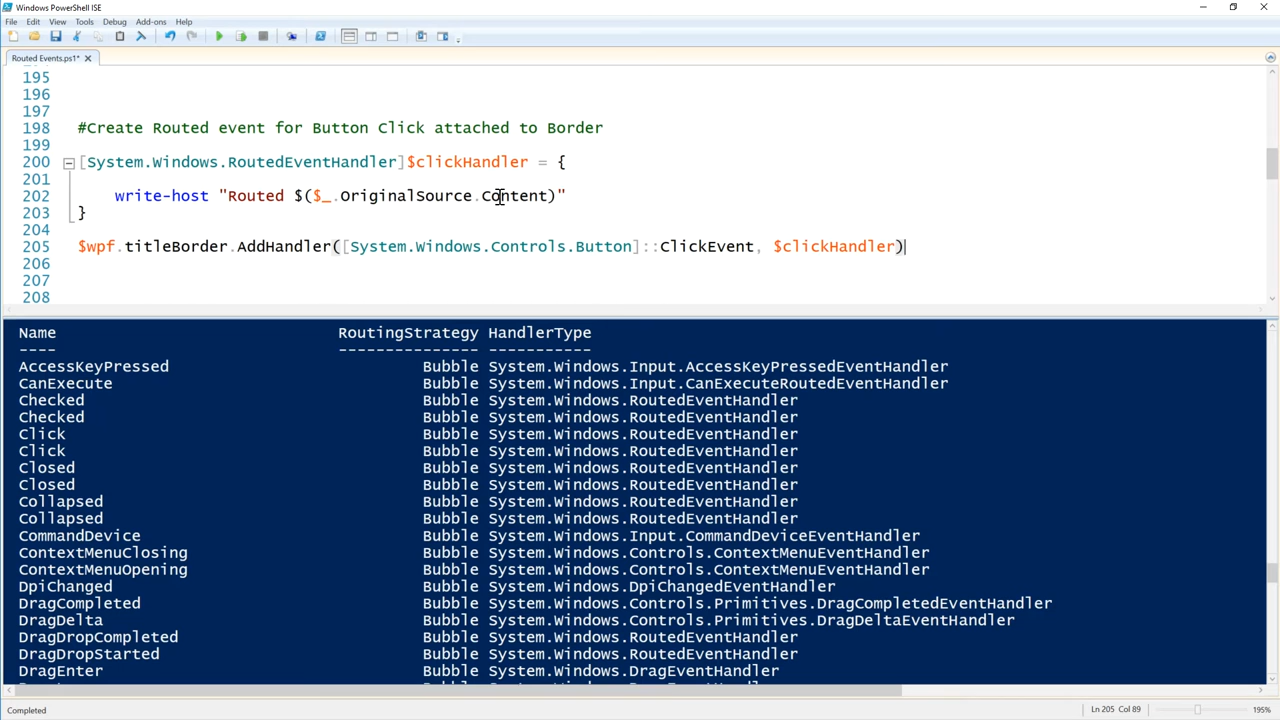 Windows PowerShell ISE
File Edit View Tools Debug Add-ons Help
Routed Events.ps1*
195
196
197
198 #Create Routed event for Button Click attached to Border
199
200 [System.Windows.RoutedEventHandler]$clickHandler = {
201
202 write-host "Routed $($_.OriginalSource.Content)"
203 }
204
205 $wpf.titleBorder.AddHandler([System.Windows.Controls.Button]::ClickEvent, $clickHandler)
206
207
208
Name RoutingStrategy HandlerType
---- --------------- -----------
AccessKeyPressed Bubble System.Windows.Input.AccessKeyPressedEventHandler
CanExecute Bubble System.Windows.Input.CanExecuteRoutedEventHandler
Checked Bubble System.Windows.RoutedEventHandler
Checked Bubble System.Windows.RoutedEventHandler
Click Bubble System.Windows.RoutedEventHandler
Click Bubble System.Windows.RoutedEventHandler
Closed Bubble System.Windows.RoutedEventHandler
Closed Bubble System.Windows.RoutedEventHandler
Collapsed Bubble System.Windows.RoutedEventHandler
Collapsed Bubble System.Windows.RoutedEventHandler
CommandDevice Bubble System.Windows.Input.CommandDeviceEventHandler
ContextMenuClosing Bubble System.Windows.Controls.ContextMenuEventHandler
ContextMenuOpening Bubble System.Windows.Controls.ContextMenuEventHandler
DpiChanged Bubble System.Windows.DpiChangedEventHandler
DragCompleted Bubble System.Windows.Controls.Primitives.DragCompletedEventHandler
DragDelta Bubble System.Windows.Controls.Primitives.DragDeltaEventHandler
DragDropCompleted Bubble System.Windows.RoutedEventHandler
DragDropStarted Bubble System.Windows.RoutedEventHandler
DragEnter Bubble System.Windows.DragEventHandler
Completed Ln 205 Col 89 195%